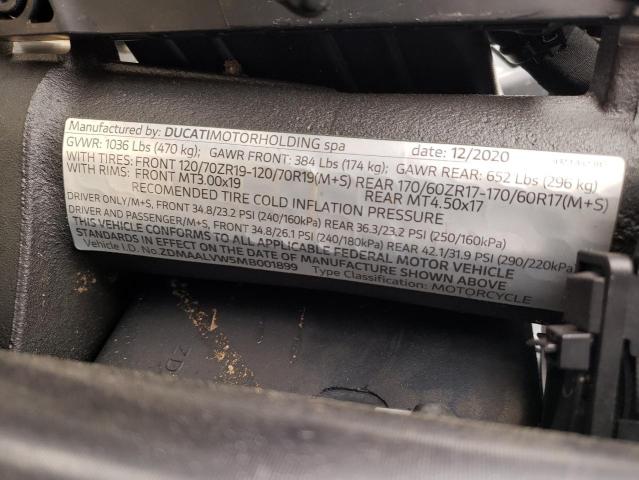 Manufactured by: DUCATIMOTORHOLDING spa date: 12/2020
GVWR: 1036 Lbs (470 kg); GAWR FRONT: 384 Lbs (174 kg); GAWR REAR: 652 Lbs (296 kg)
WITH TIRES: FRONT 120/70ZR19-120/70R19(M+S) REAR 170/60ZR17-170/60R17(M+S)
WITH RIMS: FRONT MT3.00x19 REAR MT4.50x17
RECOMENDED TIRE COLD INFLATION PRESSURE
DRIVER ONLY/M+S, FRONT 34.8/23.2 PSI (240/160kPa) REAR 36.3/23.2 PSI (250/160kPa)
DRIVER AND PASSENGER/M+S, FRONT 34.8/26.1 PSI (240/180kPa) REAR 42.1/31.9 PSI (290/220kPa)
THIS VEHICLE CONFORMS TO ALL APPLICABLE FEDERAL MOTOR VEHICLE
STANDARDS IN EFFECT ON THE DATE OF MANUFACTURE SHOWN ABOVE
Vehicle I.D. No. ZDMAALVW5MB001899 Type Classification: MOTORCYCLE